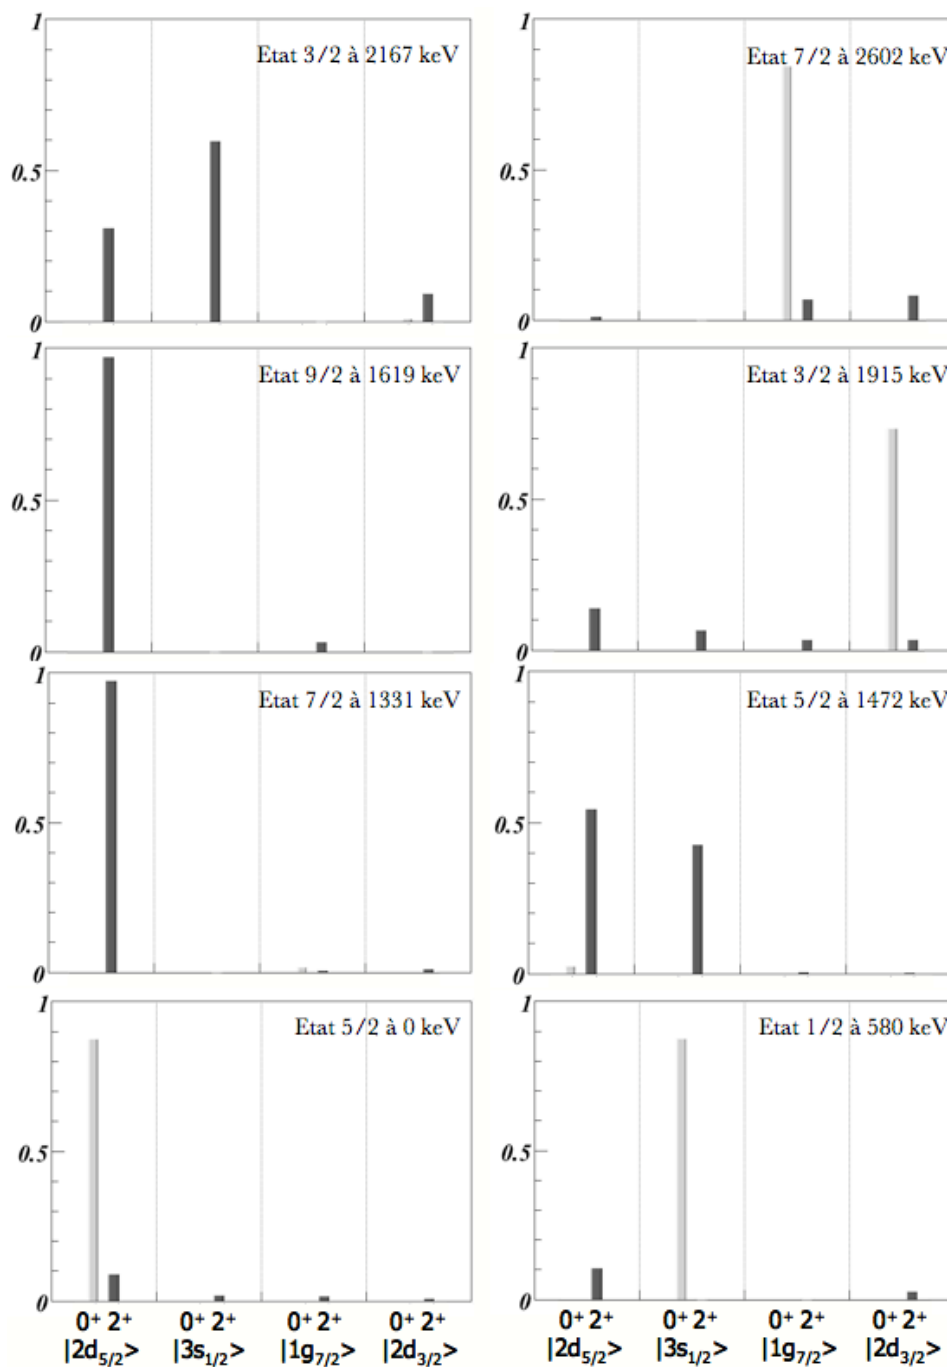 1
Etat 3/2 à 2167 keV
0.5
0
1
Etat 7/2 à 2602 keV
0.5
0
1
Etat 9/2 à 1619 keV
0.5
0
1
Etat 3/2 à 1915 keV
0.5
0
1
Etat 7/2 à 1331 keV
0.5
0
1
Etat 5/2 à 1472 keV
0.5
0
1
Etat 5/2 à 0 keV
0.5
0
1
Etat 1/2 à 580 keV
0.5
0
0+ 2+ 0+ 2+ 0+ 2+ 0+ 2+
|2d5/2> |3s1/2> |1g7/2> |2d3/2>
0+ 2+ 0+ 2+ 0+ 2+ 0+ 2+
|2d5/2> |3s1/2> |1g7/2> |2d3/2>